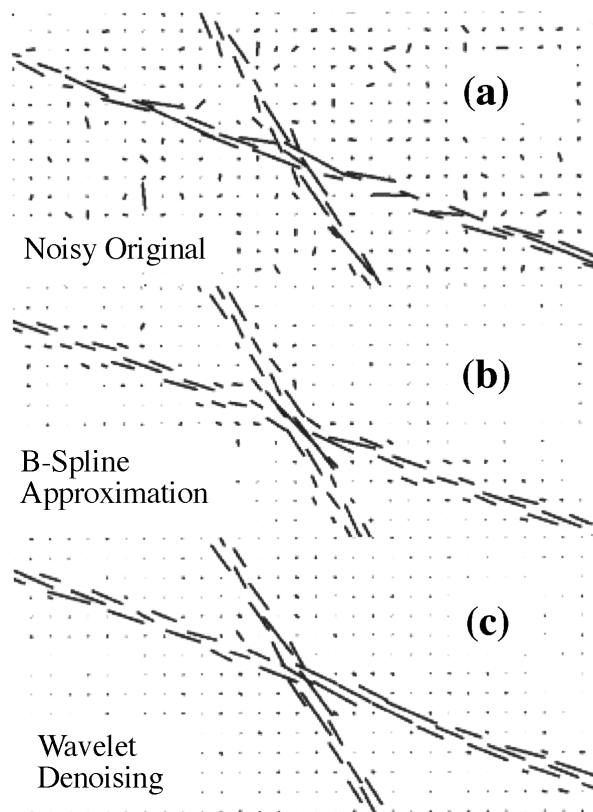 (a)
Noisy Original
(b)
B-Spline
Approximation
(c)
Wavelet
Denoising